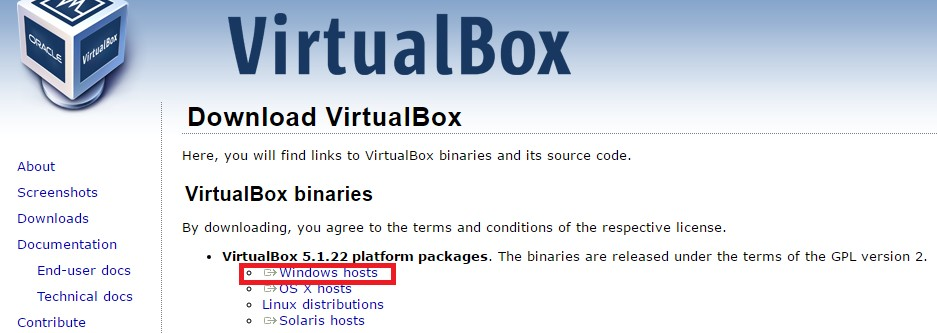 ORACLE
VirtualBox
VirtualBox
Download VirtualBox
Here, you will find links to VirtualBox binaries and its source code.
About
Screenshots
Downloads
Documentation
End-user docs
Technical docs
Contribute
VirtualBox binaries
By downloading, you agree to the terms and conditions of the respective license.
VirtualBox 5.1.22 platform packages. The binaries are released under the terms of the GPL version 2.
Windows hosts
OS X hosts
Linux distributions
Solaris hosts